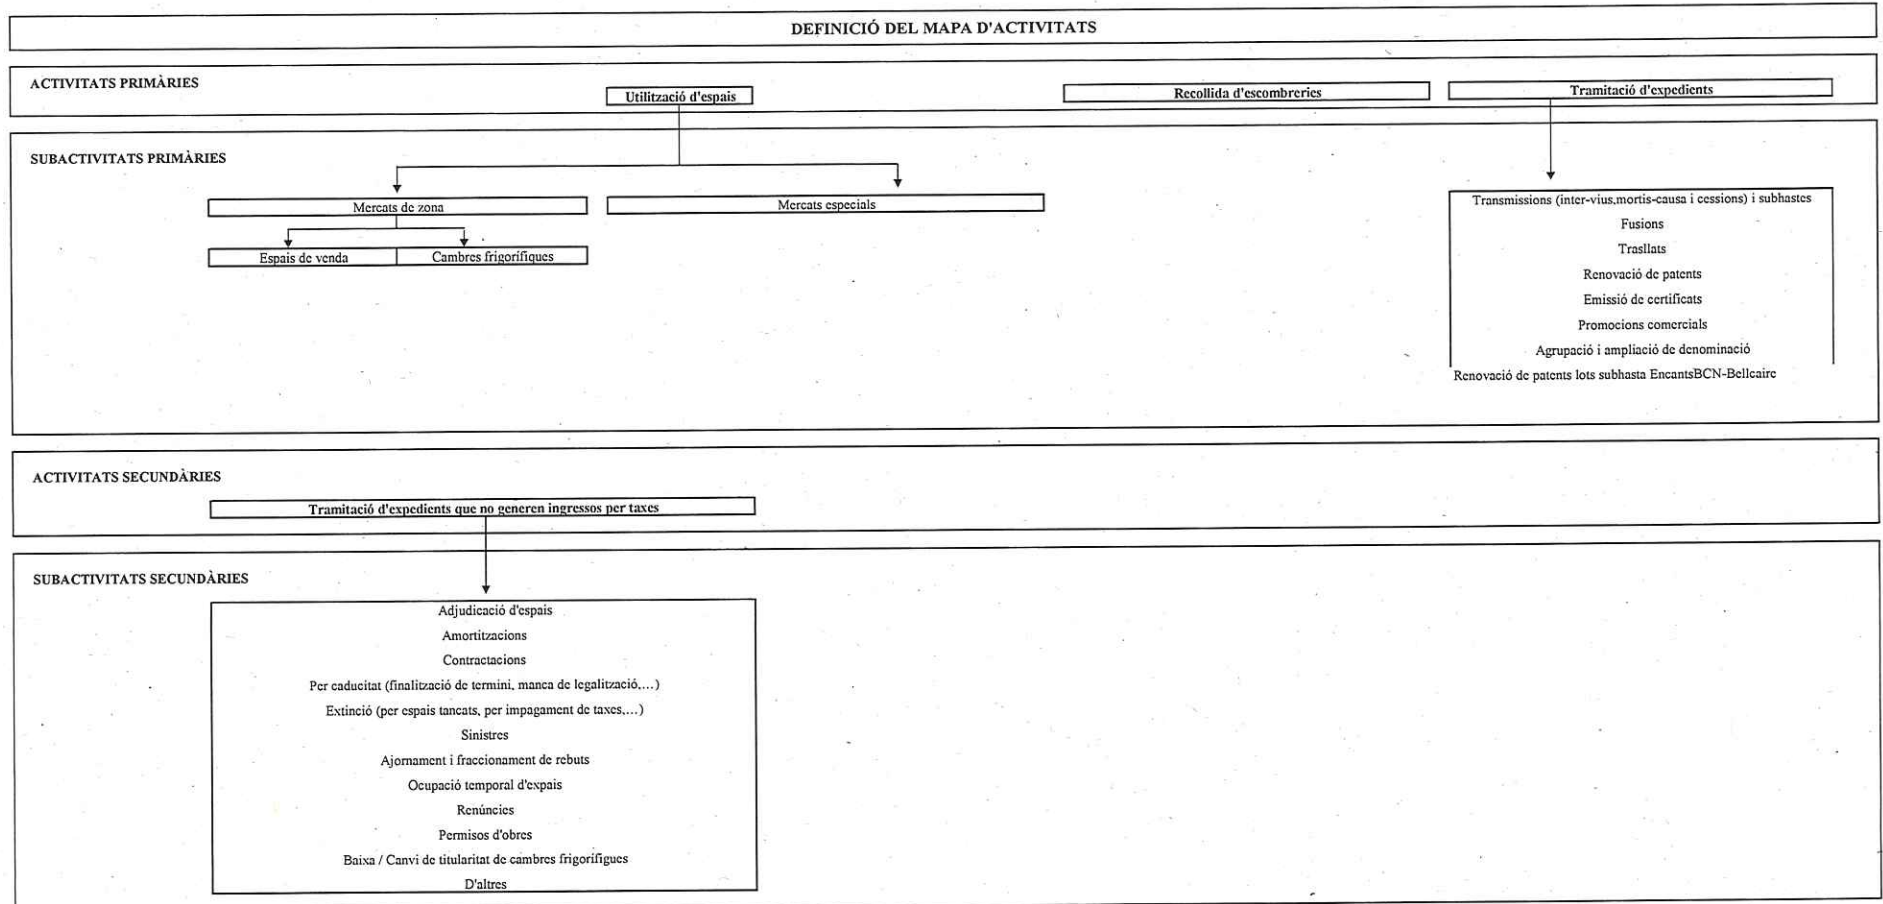 DEFINICIÓ DEL MAPA D'ACTIVITATS
ACTIVITATS PRIMÀRIES
Utilització d'espais
Recollida d'escombreries
Tramitació d'expedients
SUBACTIVITATS PRIMÀRIES
Mercats de zona
Mercats especials
Espais de venda
Cambres frigorífiques
Transmissions (inter-vius,mortis-causa i cessions) i subhastes
Fusions
Trasllats
Renovació de patents
Emissió de certificats
Promocions comercials
Agrupació i ampliació de denominació
Renovació de patents lots subhasta EncantsBCN-Bellcaire
ACTIVITATS SECUNDÀRIES
Tramitació d'expedients que no generen ingressos per taxes
SUBACTIVITATS SECUNDÀRIES
Adjudicació d'espais
Amortitzacions
Contractacions
Per caducitat (finalització de termini, manca de legalització,...)
Extinció (per espais tancats, per impagament de taxes,...)
Sinistres
Ajornament i fraccionament de rebuts
Ocupació temporal d'expais
Renúncies
Permisos d'obres
Baixa / Canvi de titularitat de cambres frigorífigues
D'altres